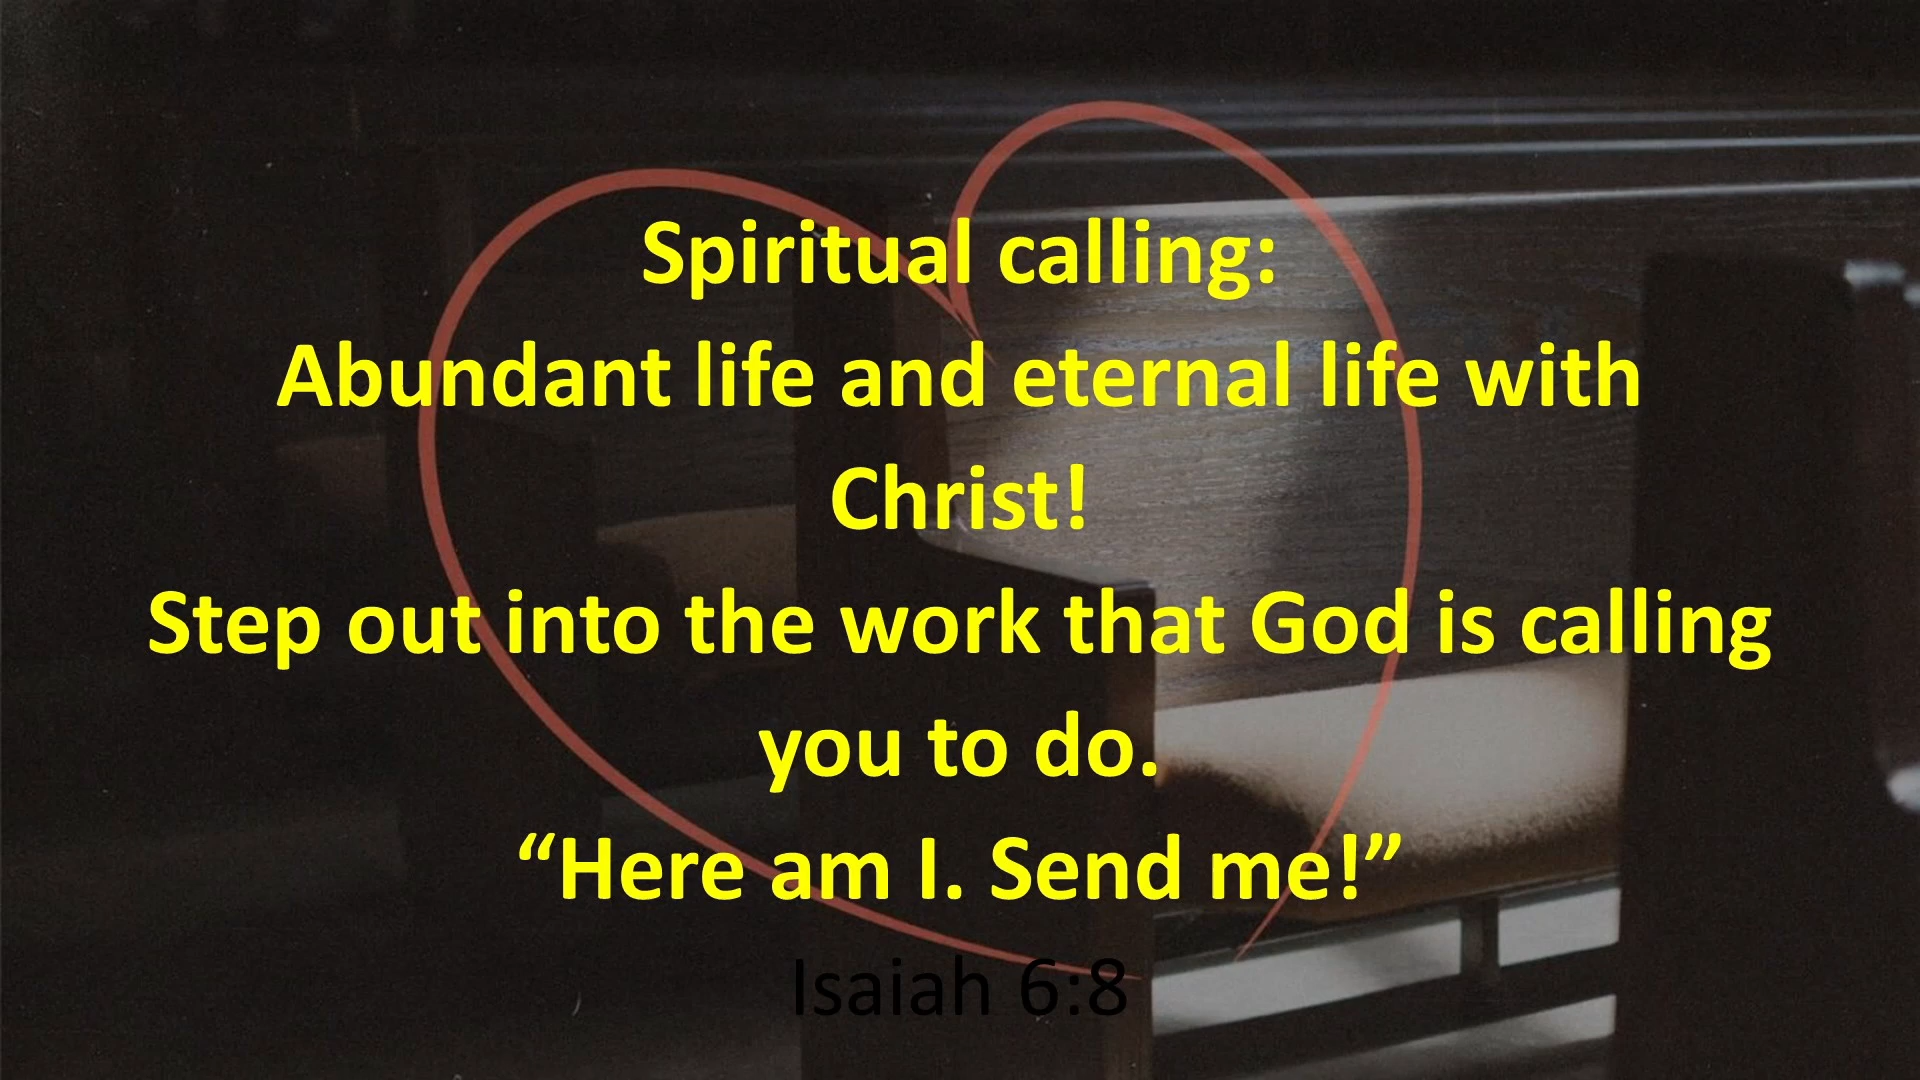 Spiritual calling:
Abundant life and eternal life with
Christ!
Step out into the work that God is calling
you to do.
“Here am I. Send me!”
Isaiah 6:8